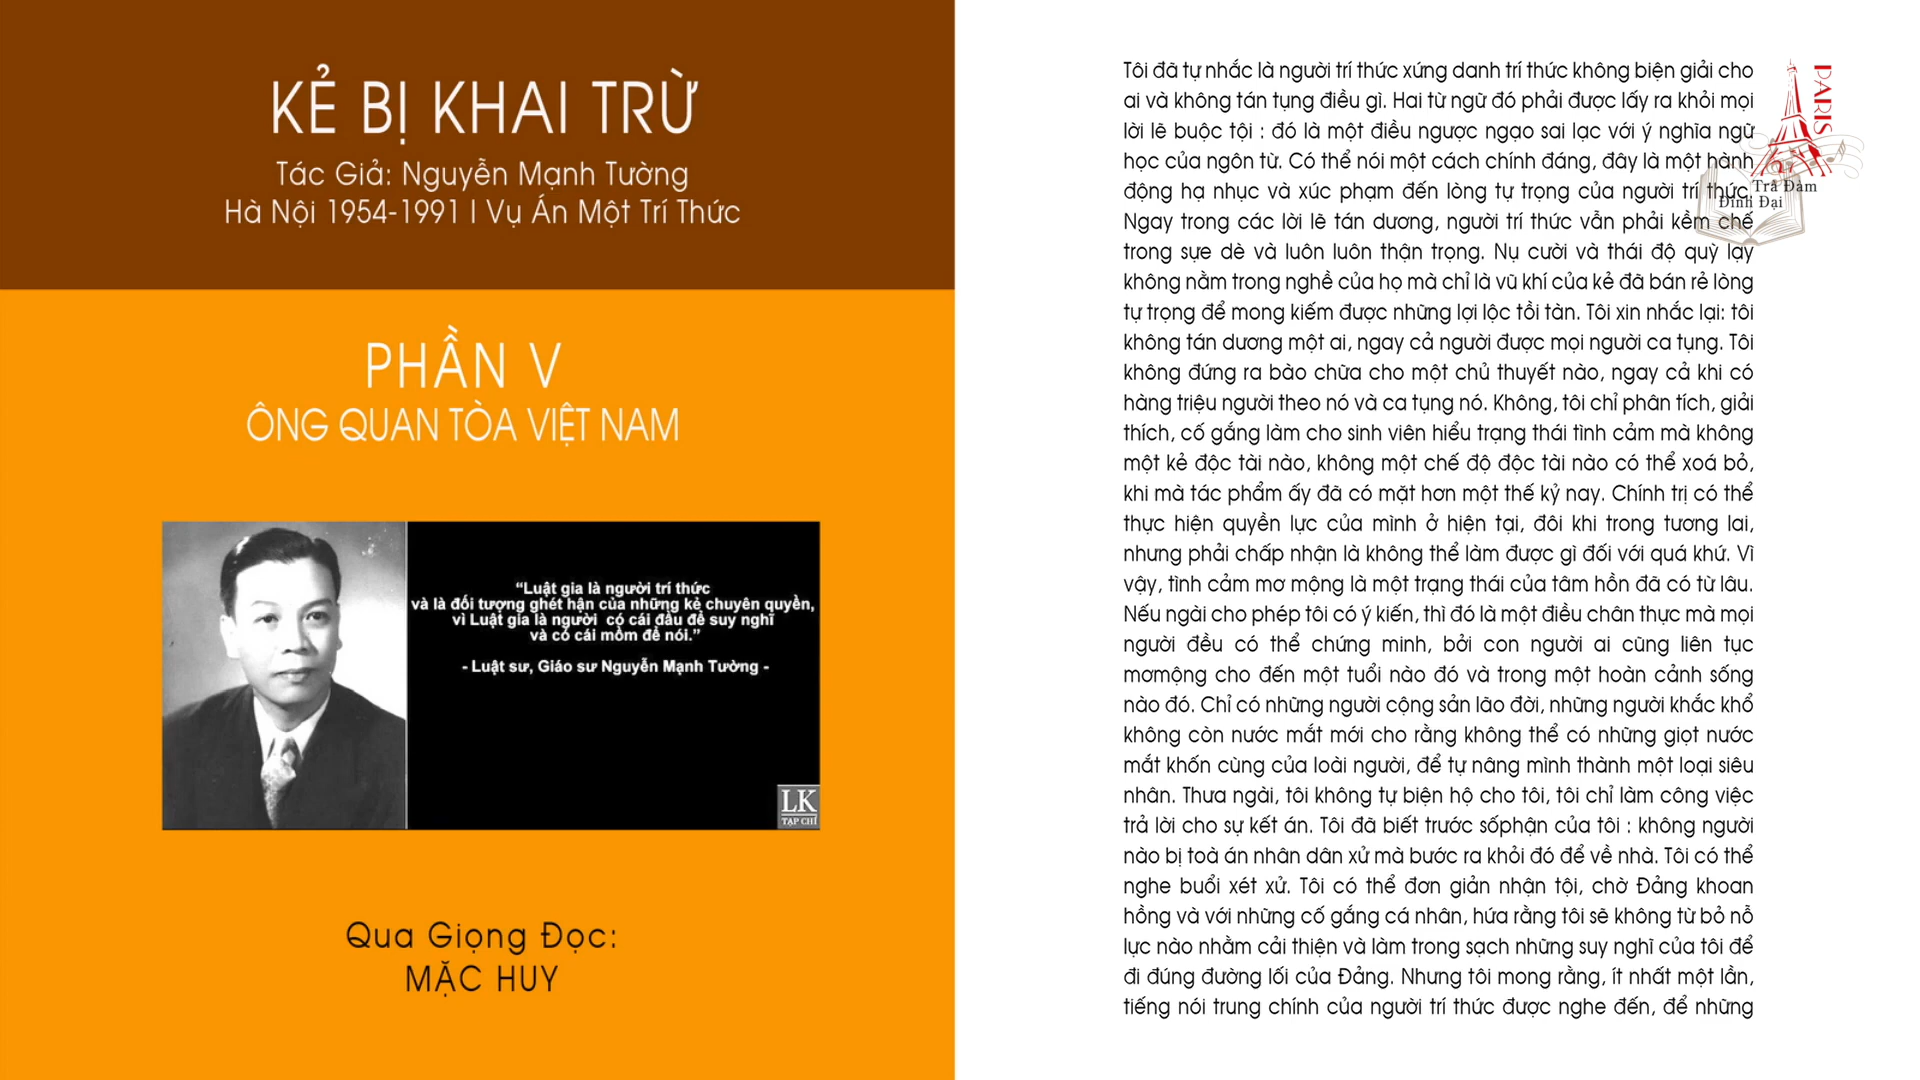 KẺ BỊ KHAI TRỪ
Tác Giả: Nguyễn Mạnh Tường
Hà Nội 1954-1991 I Vụ Án Một Trí Thức
PHẦN V
ÔNG QUAN TÒA VIỆT NAM
“Luật gia là người trí thức
và là đối tượng ghét hận của những kẻ chuyên quyền,
vì Luật gia là người có cái đầu để suy nghĩ
và có cái mồm để nói.”
- Luật sư, Giáo sư Nguyễn Mạnh Tường -
LK
TẠP CHÍ
Qua Giọng Đọc:
MẶC HUY
Tôi đã tự nhắc là người trí thức xứng danh trí thức không biện giải cho
ai và không tán tụng điều gì. Hai từ ngữ đó phải được lấy ra khỏi mọi
lời lẽ buộc tội : đó là một điều ngược ngạo sai lạc với ý nghĩa ngữ
học của ngôn từ. Có thể nói một cách chính đáng, đây là một hành
động hạ nhục và xúc phạm đến lòng tự trọng của người trí thức.
Ngay trong các lời lẽ tán dương, người trí thức vẫn phải kềm chế
trong sựe dè và luôn luôn thận trọng. Nụ cười và thái độ quỳ lạy
không nằm trong nghề của họ mà chỉ là vũ khí của kẻ đã bán rẻ lòng
tự trọng để mong kiếm được những lợi lộc tồi tàn. Tôi xin nhắc lại: tôi
không tán dương một ai, ngay cả người được mọi người ca tụng. Tôi
không đứng ra bào chữa cho một chủ thuyết nào, ngay cả khi có
hàng triệu người theo nó và ca tụng nó. Không, tôi chỉ phân tích, giải
thích, cố gắng làm cho sinh viên hiểu trạng thái tình cảm mà không
một kẻ độc tài nào, không một chế độ độc tài nào có thể xoá bỏ,
khi mà tác phẩm ấy đã có mặt hơn một thế kỷ nay. Chính trị có thể
thực hiện quyền lực của mình ở hiện tại, đôi khi trong tương lai,
nhưng phải chấp nhận là không thể làm được gì đối với quá khứ. Vì
vậy, tình cảm mơ mộng là một trạng thái của tâm hồn đã có từ lâu.
Nếu ngài cho phép tôi có ý kiến, thì đó là một điều chân thực mà mọi
người đều có thể chứng minh, bởi con người ai cũng liên tục
mơmộng cho đến một tuổi nào đó và trong một hoàn cảnh sống
nào đó. Chỉ có những người cộng sản lão đời, những người khắc khổ
không còn nước mắt mới cho rằng không thể có những giọt nước
mắt khốn cùng của loài người, để tự nâng mình thành một loại siêu
nhân. Thưa ngài, tôi không tự biện hộ cho tôi, tôi chỉ làm công việc
trả lời cho sự kết án. Tôi đã biết trước sốphận của tôi : không người
nào bị toà án nhân dân xử mà bước ra khỏi đó để về nhà. Tôi có thể
nghe buổi xét xử. Tôi có thể đơn giản nhận tội, chờ Đảng khoan
hồng và với những cố gắng cá nhân, hứa rằng tôi sẽ không từ bỏ nỗ
lực nào nhằm cải thiện và làm trong sạch những suy nghĩ của tôi để
đi đúng đường lối của Đảng. Nhưng tôi mong rằng, ít nhất một lần,
tiếng nói trung chính của người trí thức được nghe đến, để những
PARIS
Trà Đàm
Đình Đại